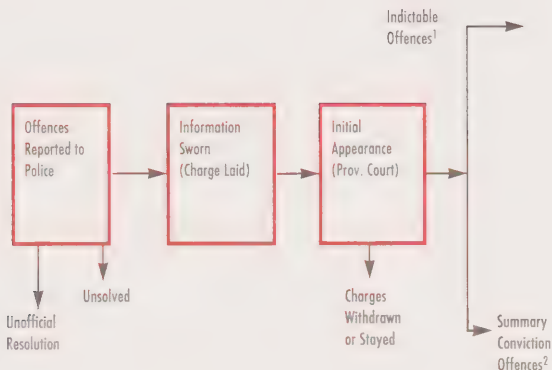 Indictable
Offences1
Offences
Reported to
Police
Information
Sworn
(Charge Laid)
Initial
Appearance
(Prov. Court)
Unsolved
Unofficial
Resolution
Charges
Withdrawn
or Stayed
Summary
Conviction
Offences2